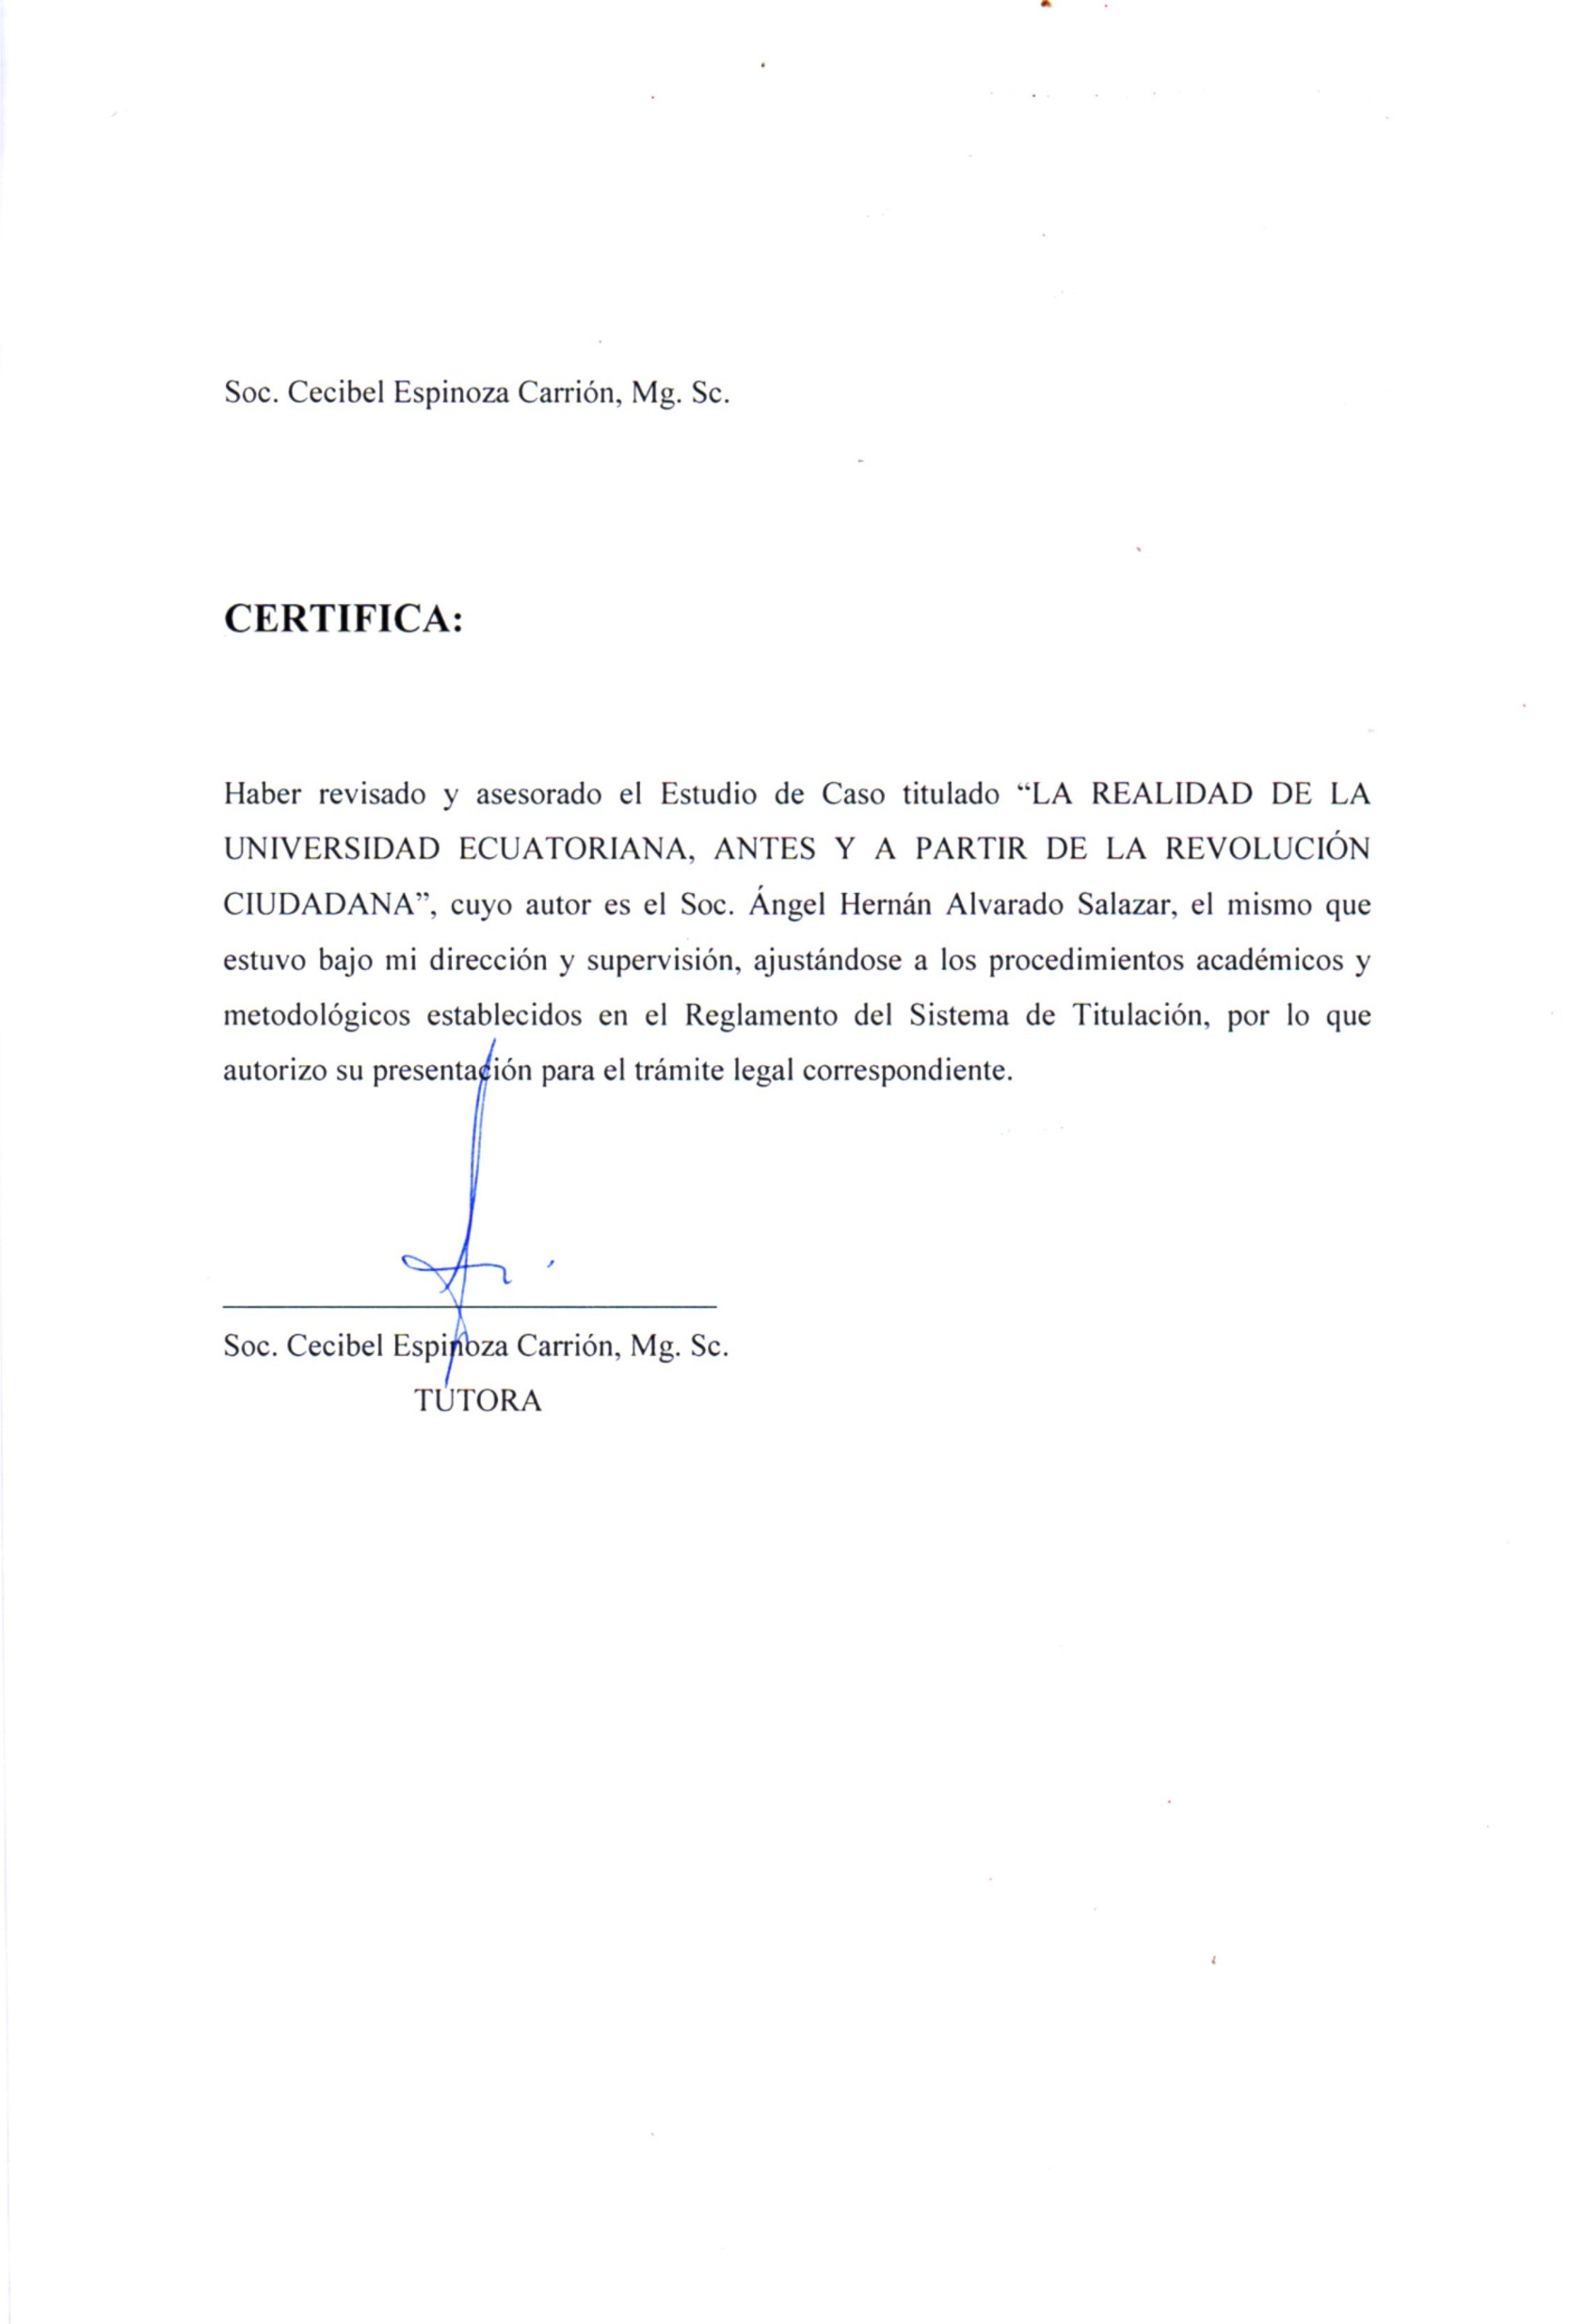 Soc. Cecibel Espinoza Carrión, Mg. Sc.
CERTIFICA:
Haber revisado y asesorado el Estudio de Caso titulado “LA REALIDAD DE LA
UNIVERSIDAD ECUATORIANA, ANTES Y A PARTIR DE LA REVOLUCIÓN
CIUDADANA”, cuyo autor es el Soc. Ángel Hernán Alvarado Salazar, el mismo que
estuvo bajo mi dirección y supervisión, ajustándose a los procedimientos académicos y
metodológicos establecidos en el Reglamento del Sistema de Titulación, por lo que
autorizo su presentación para el trámite legal correspondiente.
Soc. Cecibel Espinoza Carrión, Mg. Sc.
TUTORA